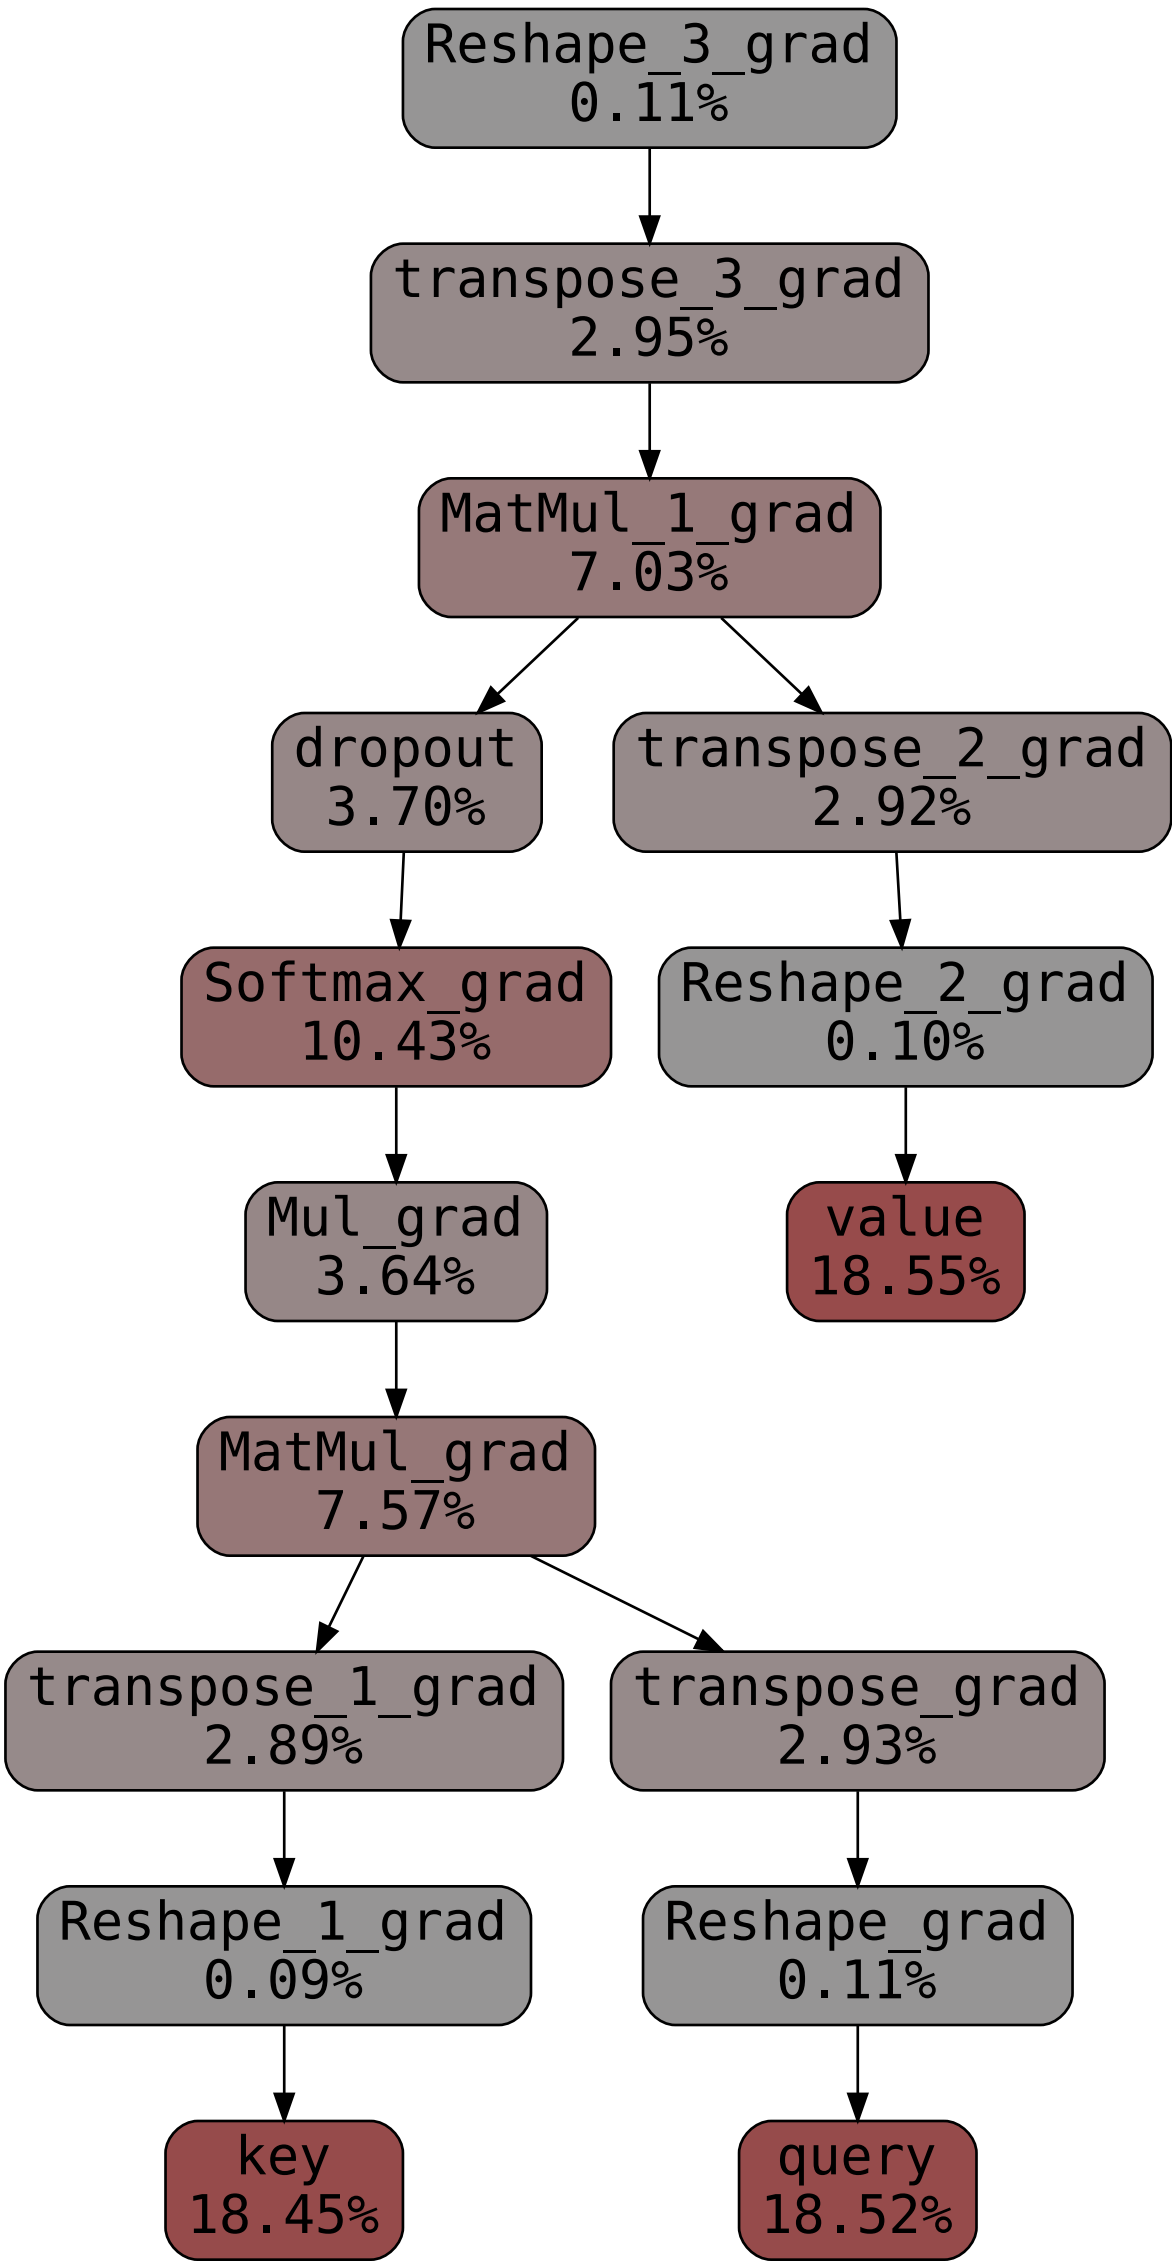 Reshape_3_grad
0.11%
transpose_3_grad
2.95%
MatMul_1_grad
7.03%
dropout
3.70%
transpose_2_grad
2.92%
Softmax_grad
10.43%
Reshape_2_grad
0.10%
Mul_grad
3.64%
value
18.55%
MatMul_grad
7.57%
transpose_1_grad
2.89%
transpose_grad
2.93%
Reshape_1_grad
0.09%
Reshape_grad
0.11%
key
18.45%
query
18.52%